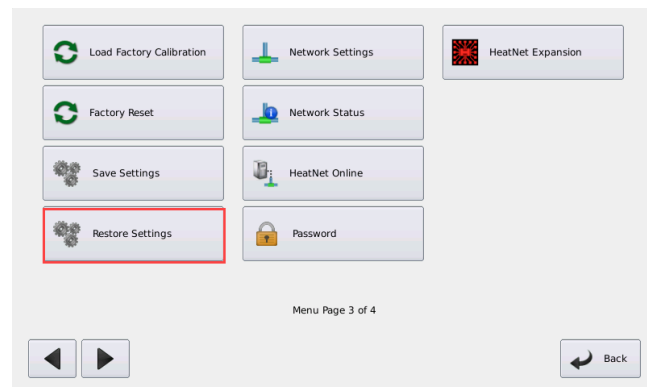 Load Factory Calibration
Network Settings
HeatNet Expansion
Factory Reset
Network Status
Save Settings
HeatNet Online
Restore Settings
Password
Menu Page 3 of 4
Back